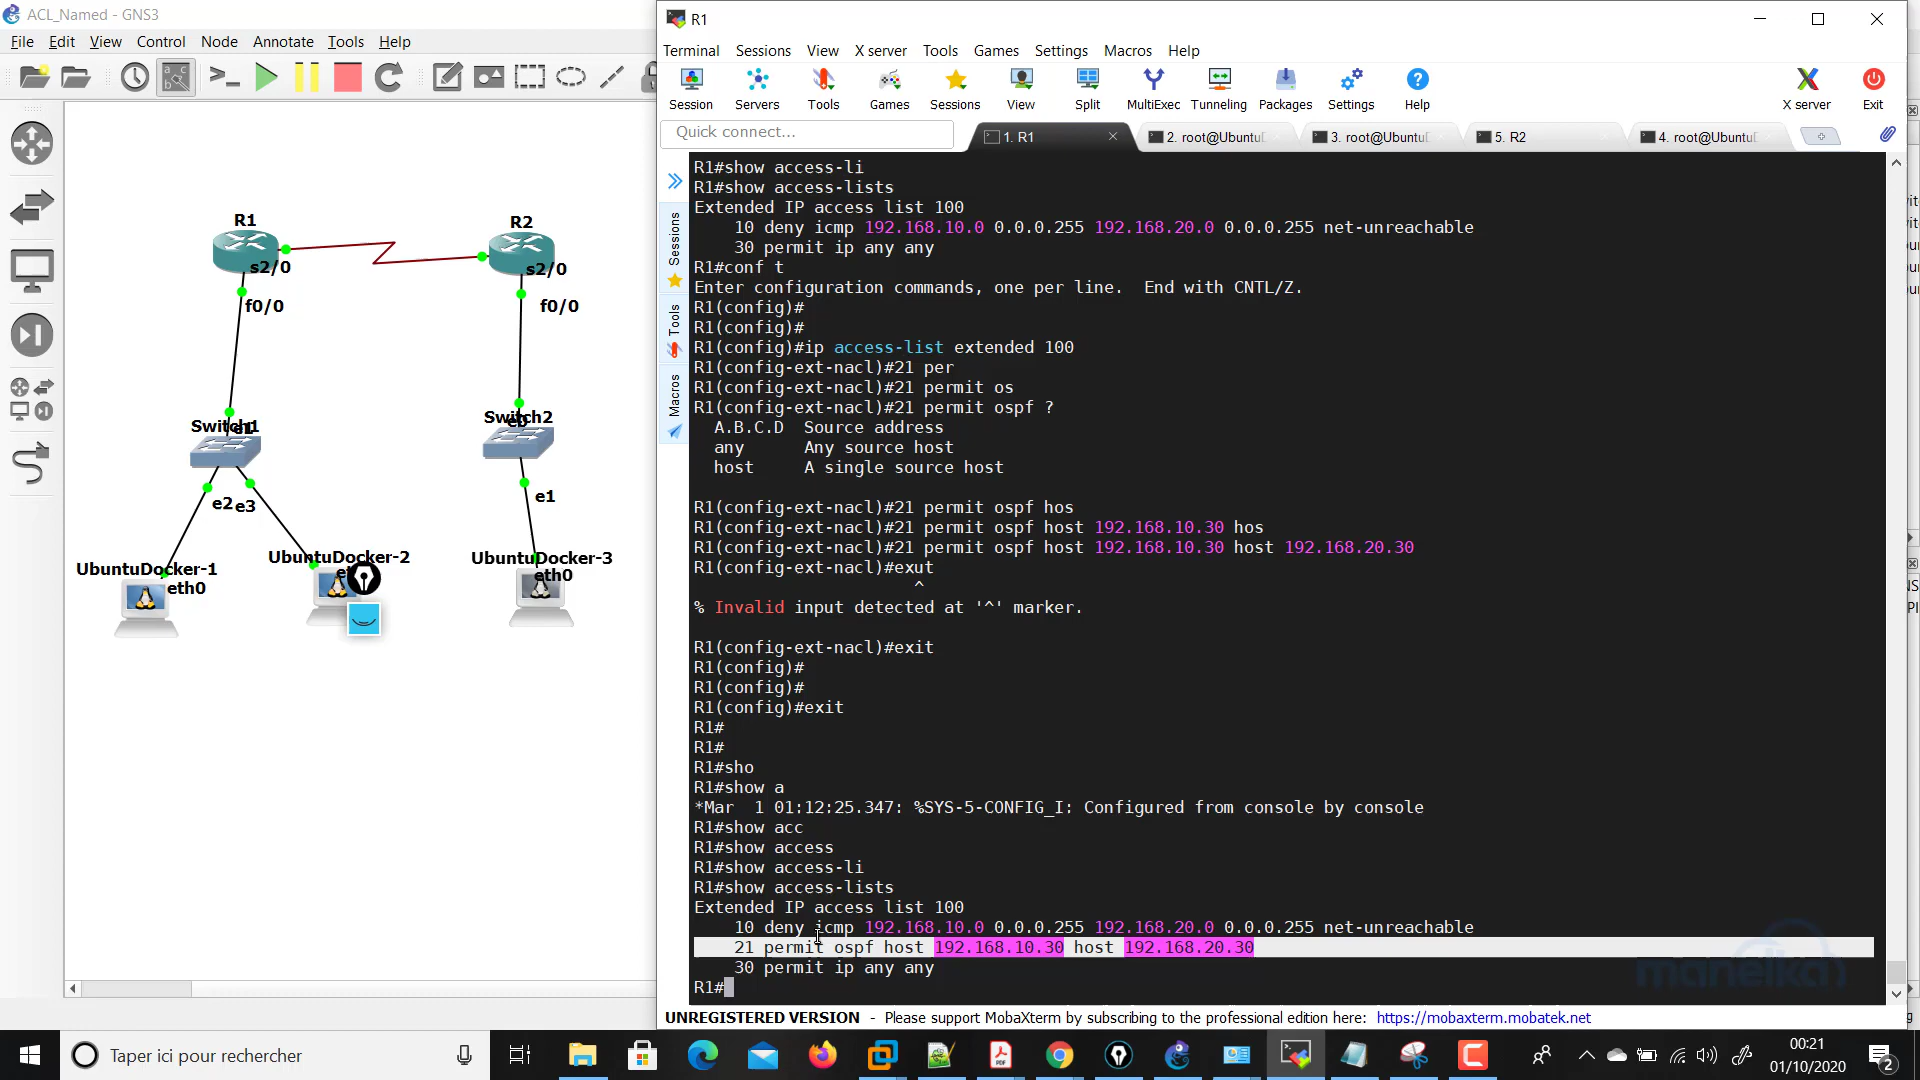 ACL_Named - GNS3
File Edit View Control Node Annotate Tools Help
R1
R2
s2/0
s2/0
f0/0
f0/0
Switch1
Switch2
e1
e2
e3
UbuntuDocker-1
UbuntuDocker-2
UbuntuDocker-3
eth0
eth0
R1
Terminal Sessions View X server Tools Games Settings Macros Help
Session Servers Tools Games Sessions View Split MultiExec Tunneling Packages Settings Help X server Exit
Quick connect...
1. R1
2. root@Ubuntu
3. root@Ubuntu
5. R2
4. root@Ubuntu
Sessions
Tools
Macros
R1#show access-li
R1#show access-lists
Extended IP access list 100
    10 deny icmp 192.168.10.0 0.0.0.255 192.168.20.0 0.0.0.255 net-unreachable
    30 permit ip any any
R1#conf t
Enter configuration commands, one per line.  End with CNTL/Z.
R1(config)#
R1(config)#
R1(config)#ip access-list extended 100
R1(config-ext-nacl)#21 per
R1(config-ext-nacl)#21 permit os
R1(config-ext-nacl)#21 permit ospf ?
  A.B.C.D  Source address
  any      Any source host
  host     A single source host
R1(config-ext-nacl)#21 permit ospf hos
R1(config-ext-nacl)#21 permit ospf host 192.168.10.30 hos
R1(config-ext-nacl)#21 permit ospf host 192.168.10.30 host 192.168.20.30
R1(config-ext-nacl)#exut
^
% Invalid input detected at '^' marker.
R1(config-ext-nacl)#exit
R1(config)#
R1(config)#
R1(config)#exit
R1#
R1#
R1#sho
R1#show a
*Mar  1 01:12:25.347: %SYS-5-CONFIG_I: Configured from console by console
R1#show acc
R1#show access
R1#show access-li
R1#show access-lists
Extended IP access list 100
    10 deny icmp 192.168.10.0 0.0.0.255 192.168.20.0 0.0.0.255 net-unreachable
    21 permit ospf host 192.168.10.30 host 192.168.20.30
    30 permit ip any any
R1#
manelkah
UNREGISTERED VERSION - Please support MobaXterm by subscribing to the professional edition here: https://mobaxterm.mobatek.net
Taper ici pour rechercher
00:21
01/10/2020
2